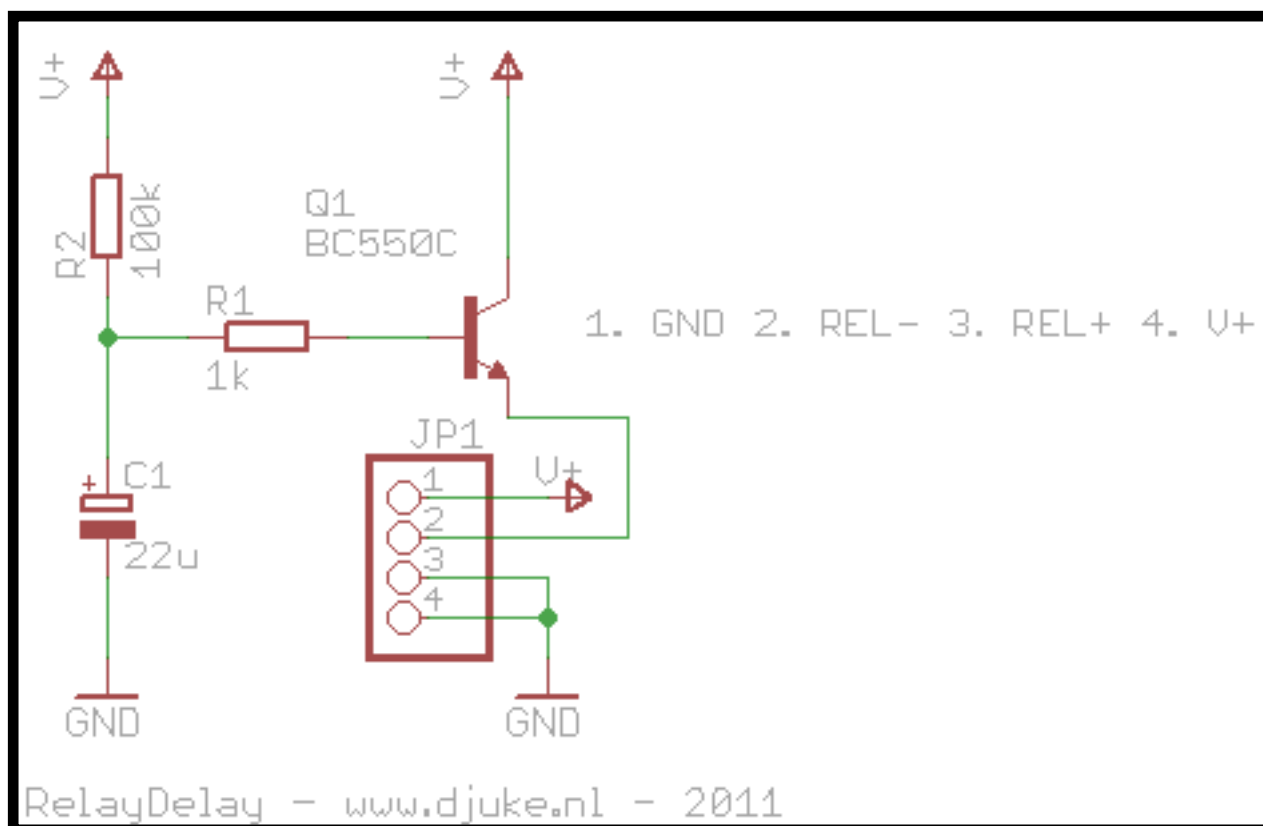 V+
V+
R2
100k
Q1
BC550C
R1
1k
1. GND 2. REL- 3. REL+ 4. V+
JP1
1
V+
2
3
4
+
C1
22u
GND
GND
RelayDelay - www.djuke.nl - 2011